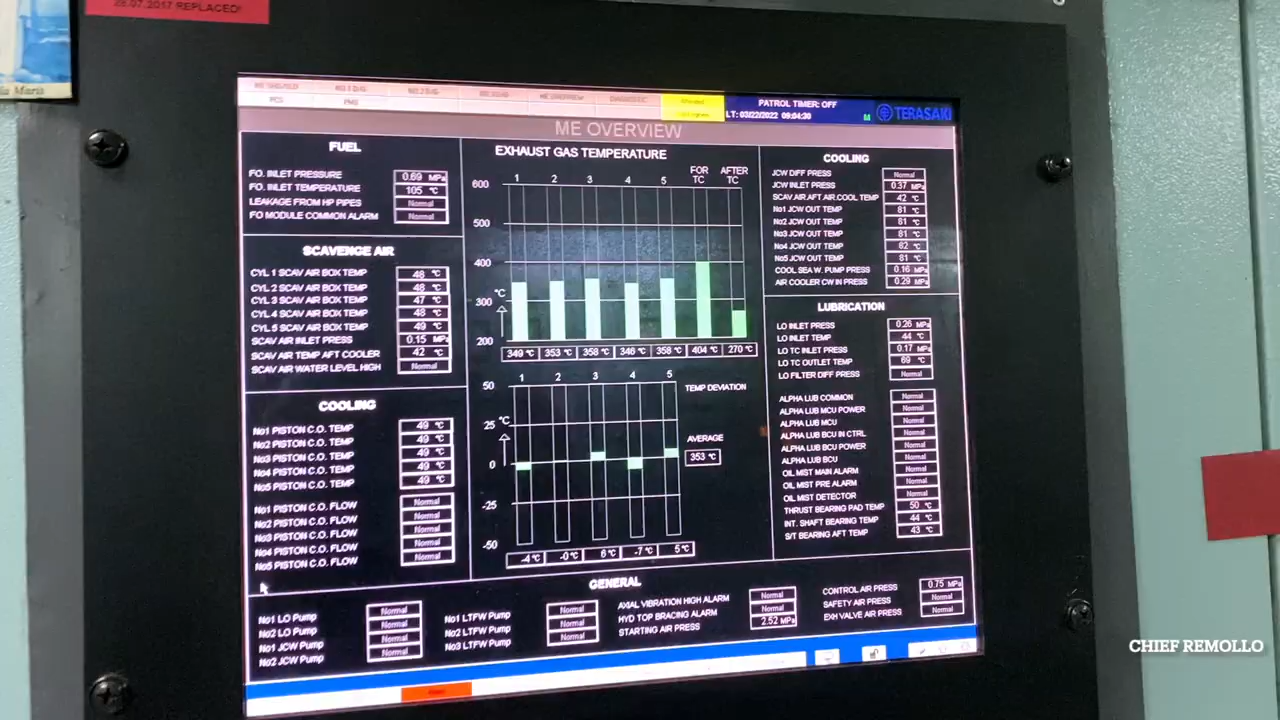 28.07.2017 REPLACED!
ia Maris
ME OVERVIEW
DIAGNOSTIC
PCS
PMS
PATROL TIMER: OFF
LT: 03/22/2022 09:04:30
M
TERASAKI
ME OVERVIEW
FUEL
FO. INLET PRESSURE 0.69 MPa
FO. INLET TEMPERATURE 105 °C
LEAKAGE FROM HP PIPES Normal
FO MODULE COMMON ALARM Normal
SCAVENGE AIR
CYL 1 SCAV AIR BOX TEMP 48 °C
CYL 2 SCAV AIR BOX TEMP 48 °C
CYL 3 SCAV AIR BOX TEMP 47 °C
CYL 4 SCAV AIR BOX TEMP 48 °C
CYL 5 SCAV AIR BOX TEMP 49 °C
SCAV AIR INLET PRESS 0.15 MPa
SCAV AIR TEMP AFT COOLER 42 °C
SCAV AIR WATER LEVEL HIGH Normal
COOLING
No1 PISTON C.O. TEMP 49 °C
No2 PISTON C.O. TEMP 49 °C
No3 PISTON C.O. TEMP 49 °C
No4 PISTON C.O. TEMP 49 °C
No5 PISTON C.O. TEMP 49 °C
No1 PISTON C.O. FLOW Normal
No2 PISTON C.O. FLOW Normal
No3 PISTON C.O. FLOW Normal
No4 PISTON C.O. FLOW Normal
No5 PISTON C.O. FLOW Normal
EXHAUST GAS TEMPERATURE
1 2 3 4 5 FOR TC AFTER TC
600
500
400
°C
300
200
349 °C 353 °C 358 °C 346 °C 358 °C 404 °C 270 °C
1 2 3 4 5 TEMP DEVIATION
50
25 °C
0
-25
-50
AVERAGE
353 °C
-4 °C -0 °C 6 °C -7 °C 5 °C
COOLING
JCW DIFF PRESS Normal
JCW INLET PRESS 0.37 MPa
SCAV.AIR.AFT AIR.COOL TEMP 42 °C
No1 JCW OUT TEMP 81 °C
No2 JCW OUT TEMP 81 °C
No3 JCW OUT TEMP 81 °C
No4 JCW OUT TEMP 82 °C
No5 JCW OUT TEMP 81 °C
COOL SEA W. PUMP PRESS 0.16 MPa
AIR COOLER CW IN PRESS 0.29 MPa
LUBRICATION
LO INLET PRESS 0.26 MPa
LO INLET TEMP 44 °C
LO TC INLET PRESS 0.17 MPa
LO TC OUTLET TEMP 69 °C
LO FILTER DIFF PRESS Normal
ALPHA LUB COMMON Normal
ALPHA LUB MCU POWER Normal
ALPHA LUB MCU Normal
ALPHA LUB BCU IN CTRL Normal
ALPHA LUB BCU POWER Normal
ALPHA LUB BCU Normal
OIL MIST MAIN ALARM Normal
OIL MIST PRE ALARM Normal
OIL MIST DETECTOR Normal
THRUST BEARING PAD TEMP 50 °C
INT. SHAFT BEARING TEMP 44 °C
S/T BEARING AFT TEMP 43 °C
GENERAL
No1 LO Pump Normal
No2 LO Pump Normal
No1 JCW Pump Normal
No2 JCW Pump Normal
No1 LTFW Pump Normal
No2 LTFW Pump Normal
No3 LTFW Pump Normal
AXIAL VIBRATION HIGH ALARM Normal
HYD TOP BRACING ALARM Normal
STARTING AIR PRESS 2.52 MPa
CONTROL AIR PRESS 0.75 MPa
SAFETY AIR PRESS Normal
EXH VALVE AIR PRESS Normal
CHIEF REMOLLO